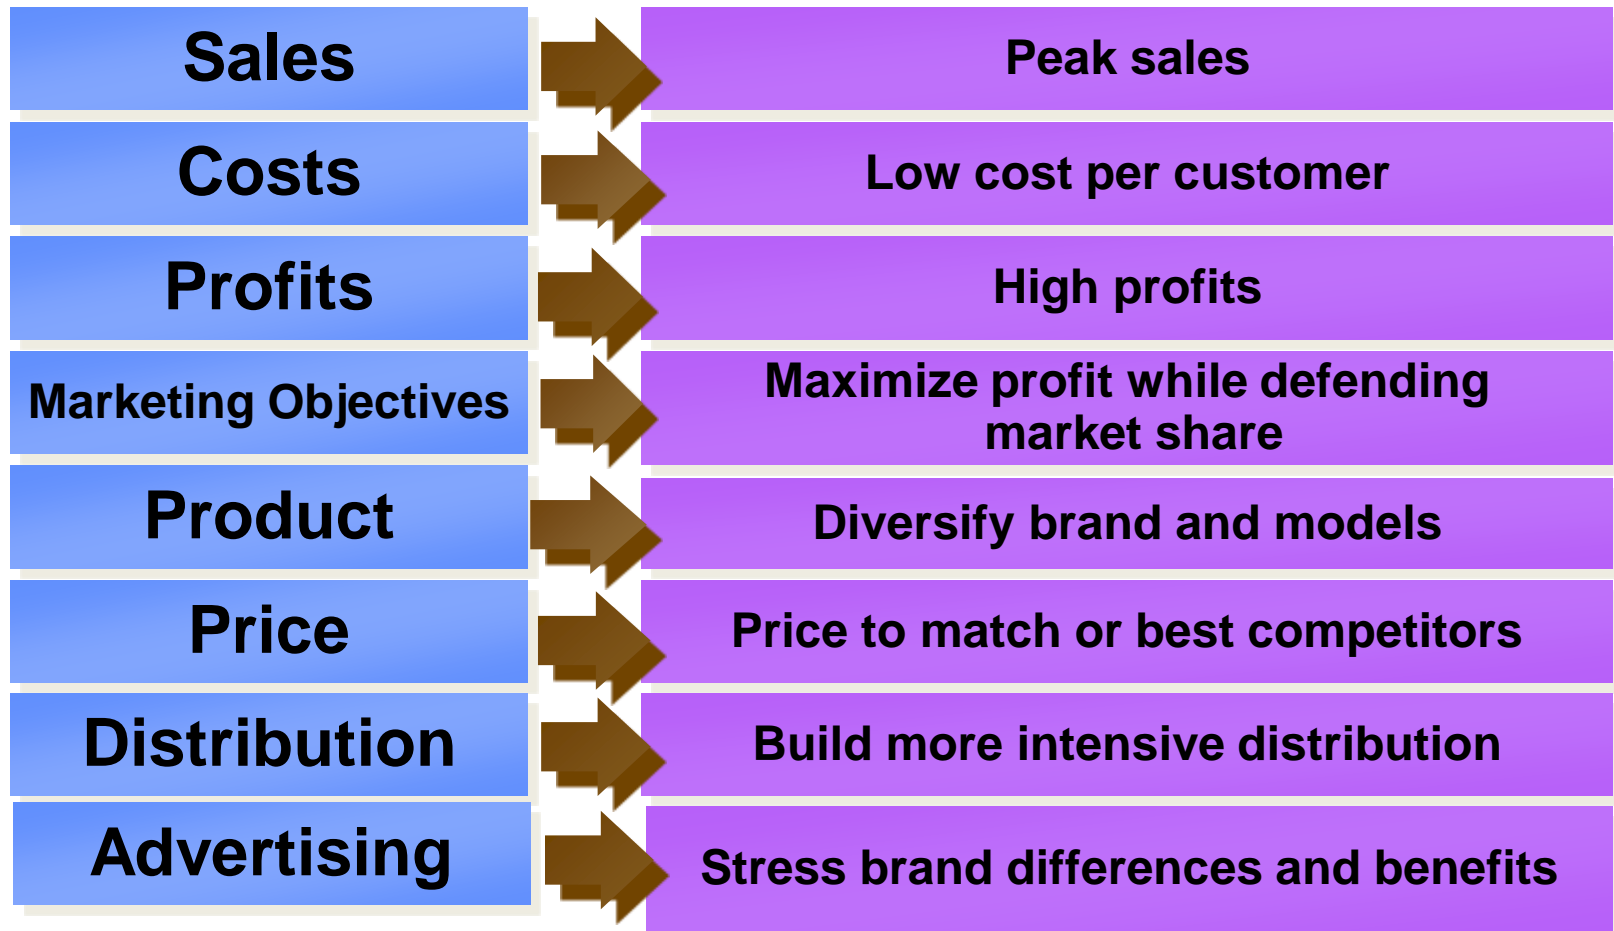 Sales
Peak sales
Costs
Low cost per customer
Profits
High profits
Marketing Objectives
Maximize profit while defending
market share
Product
Diversify brand and models
Price
Price to match or best competitors
Distribution
Build more intensive distribution
Advertising
Stress brand differences and benefits